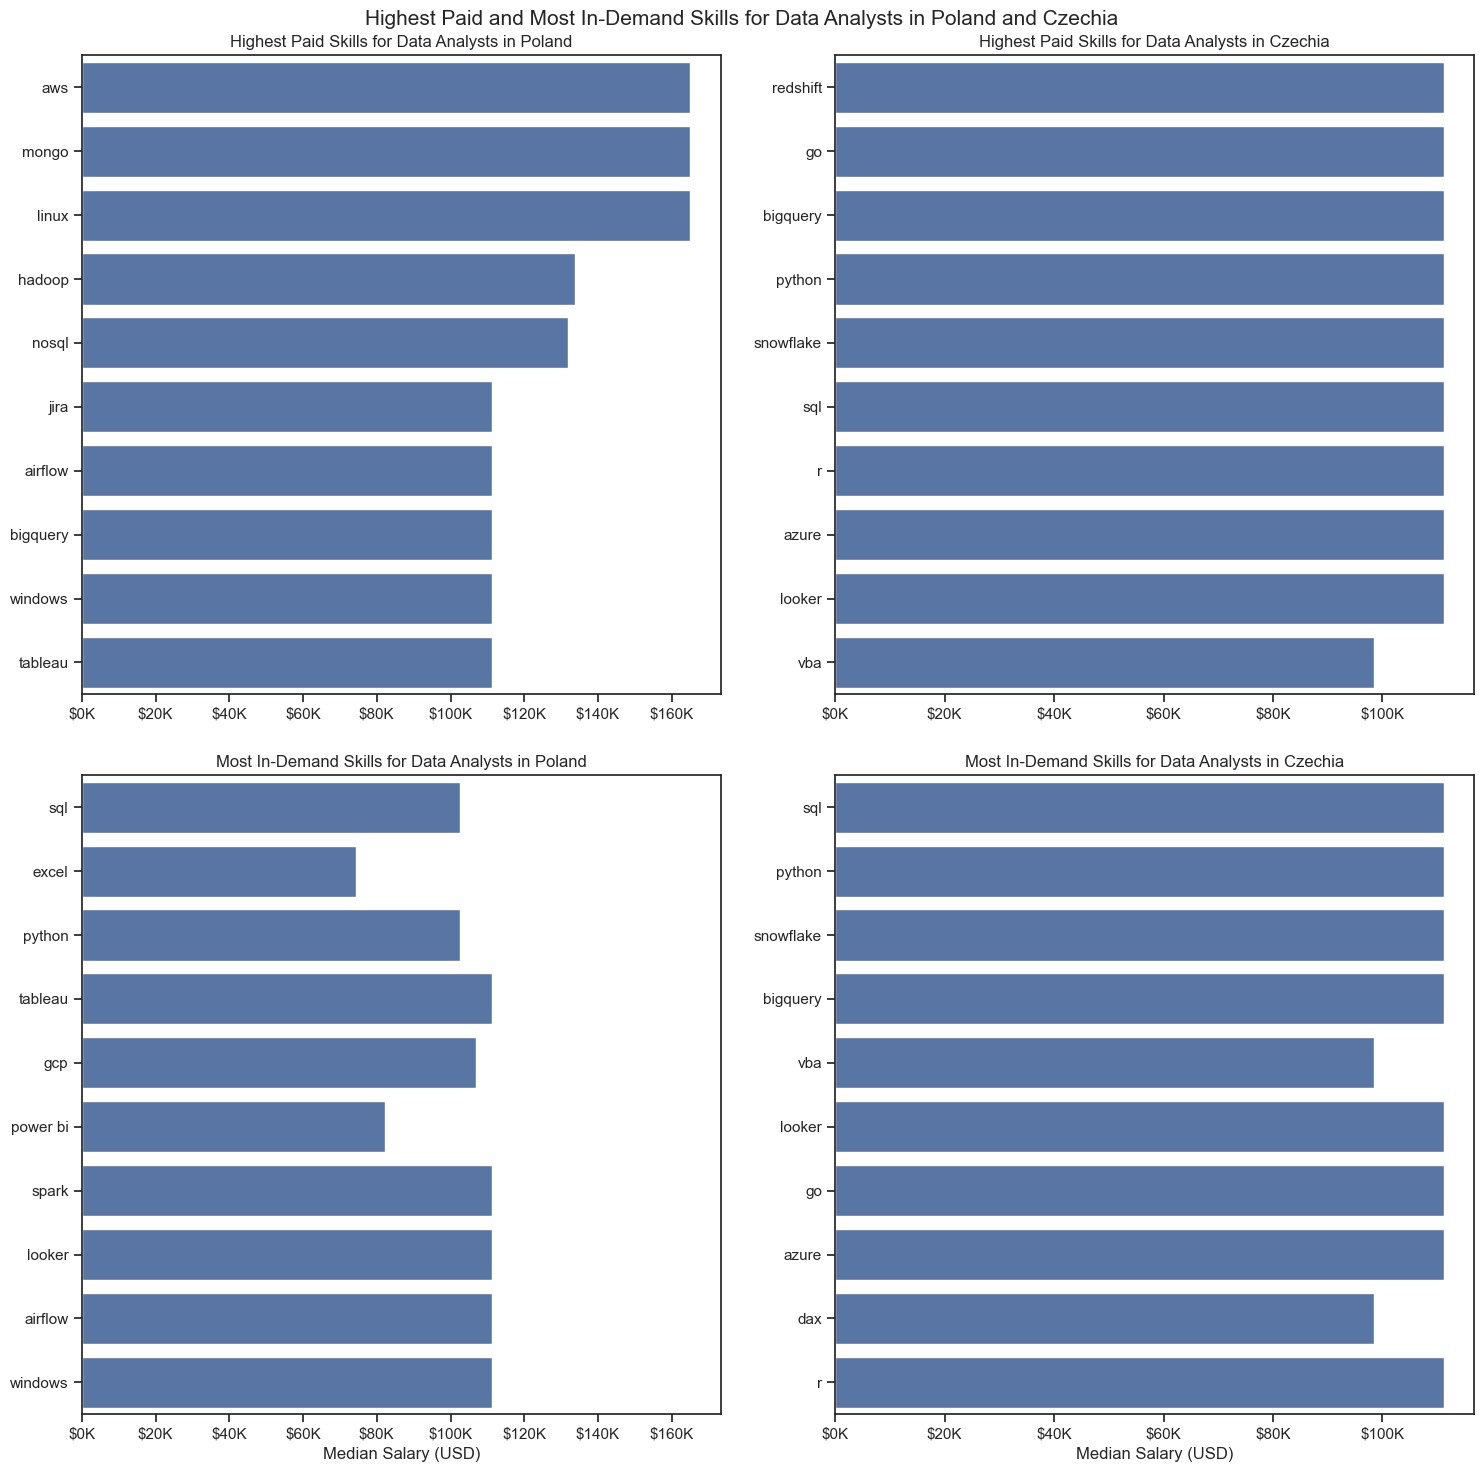 Highest Paid and Most In-Demand Skills for Data Analysts in Poland and Czechia
Highest Paid Skills for Data Analysts in Poland
aws
mongo
linux
hadoop
nosql
jira
airflow
bigquery
windows
tableau
$0K $20K $40K $60K $80K $100K $120K $140K $160K
Highest Paid Skills for Data Analysts in Czechia
redshift
go
bigquery
python
snowflake
sql
r
azure
looker
vba
$0K $20K $40K $60K $80K $100K
Most In-Demand Skills for Data Analysts in Poland
sql
excel
python
tableau
gcp
power bi
spark
looker
airflow
windows
$0K $20K $40K $60K $80K $100K $120K $140K $160K
Median Salary (USD)
Most In-Demand Skills for Data Analysts in Czechia
sql
python
snowflake
bigquery
vba
looker
go
azure
dax
r
$0K $20K $40K $60K $80K $100K
Median Salary (USD)